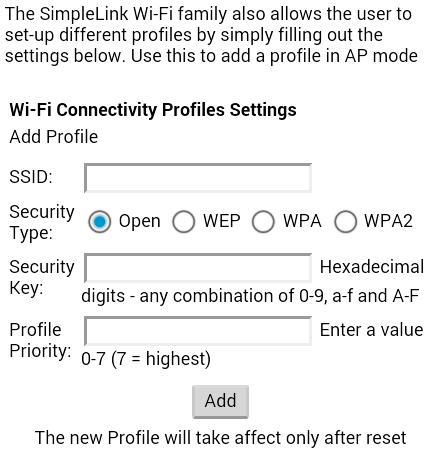 The SimpleLink Wi-Fi family also allows the user to
set-up different profiles by simply filling out the
settings below. Use this to add a profile in AP mode
Wi-Fi Connectivity Profiles Settings
Add Profile
SSID:
Security Type: Open WEP WPA WPA2
Security Key: Hexadecimal
digits - any combination of 0-9, a-f and A-F
Profile Priority: Enter a value
0-7 (7 = highest)
Add
The new Profile will take affect only after reset